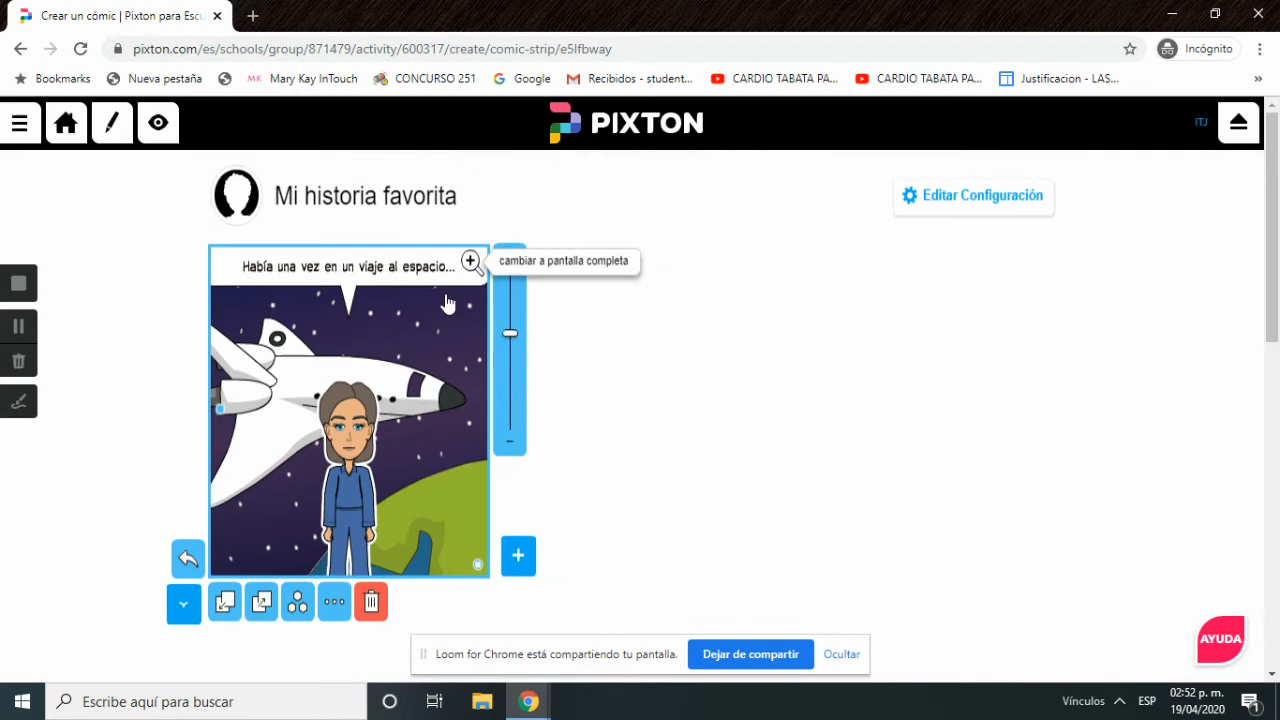 Crear un cómic | Pixton para Escu
pixton.com/es/schools/group/871479/activity/600317/create/comic-strip/e5lfbway
Incógnito
Bookmarks
Nueva pestaña
MK
Mary Kay InTouch
CONCURSO 251
Google
Recibidos - student...
CARDIO TABATA PA...
CARDIO TABATA PA...
Justificacion - LAS...
»
PIXTON
ITJ
Mi historia favorita
Editar Configuración
Había una vez en un viaje al espacio...
cambiar a pantalla completa
AYUDA
Loom for Chrome está compartiendo tu pantalla.
Dejar de compartir
Ocultar
Escribe aquí para buscar
Vínculos
ESP
02:52 p. m.
19/04/2020
1